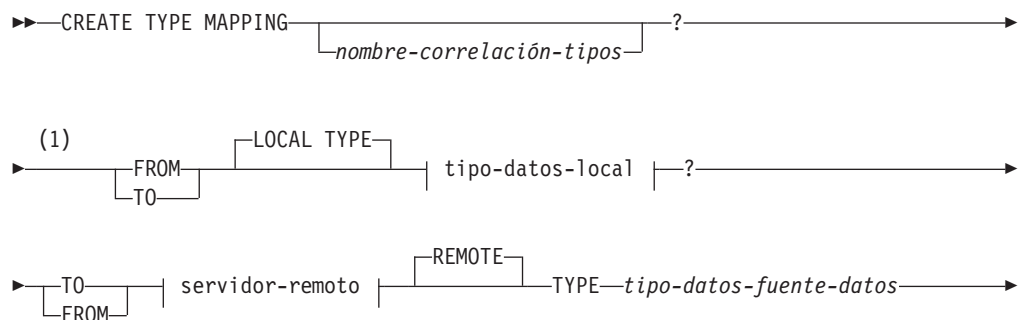 CREATE TYPE MAPPING ?
nombre-correlación-tipos
(1) LOCAL TYPE
FROM tipo-datos-local ?
TO
REMOTE
TO servidor-remoto TYPE tipo-datos-fuente-datos
FROM